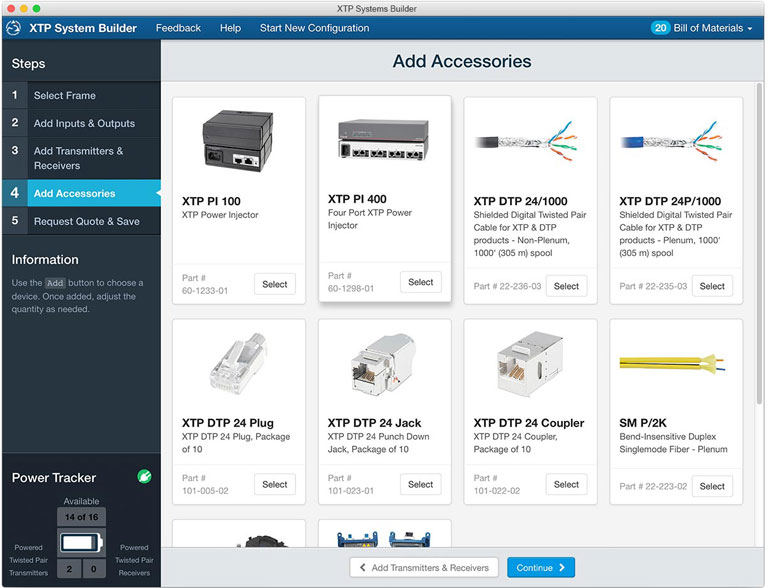 XTP Systems Builder
XTP System Builder
Feedback
Help
Start New Configuration
20
Bill of Materials
Steps
1 Select Frame
2 Add Inputs & Outputs
3 Add Transmitters &
Receivers
4 Add Accessories
5 Request Quote & Save
Information
Use the Add button to choose a
device. Once added, adjust the
quantity as needed.
Power Tracker
Available
14 of 16
Powered
Twisted Pair
Transmitters
2
0
Powered
Twisted Pair
Receivers
Add Accessories
XTP PI 100
XTP Power Injector
Part #
60-1233-01
Select
XTP PI 400
Four Port XTP Power
Injector
Part #
60-1298-01
Select
XTP DTP 24/1000
Shielded Digital Twisted Pair
Cable for XTP & DTP
products - Non-Plenum,
1000' (305 m) spool
Part # 22-236-03
Select
XTP DTP 24P/1000
Shielded Digital Twisted Pair
Cable for XTP & DTP
products - Plenum, 1000'
(305 m) spool
Part # 22-235-03
Select
XTP DTP 24 Plug
XTP DTP 24 Plug, Package
of 10
Part #
101-005-02
Select
XTP DTP 24 Jack
XTP DTP 24 Punch Down
Jack, Package of 10
Part #
101-023-01
Select
XTP DTP 24 Coupler
XTP DTP 24 Coupler,
Package of 10
Part #
101-022-02
Select
SM P/2K
Bend-Insensitive Duplex
Singlemode Fiber - Plenum
Part # 22-223-02
Select
Add Transmitters & Receivers
Continue